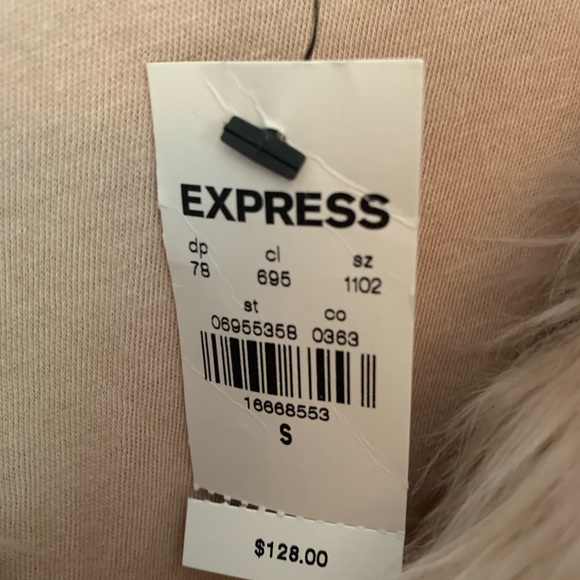 EXPRESS
dp cl sz
78 695 1102
st co
06955358 0363
16668553
S
$128.00